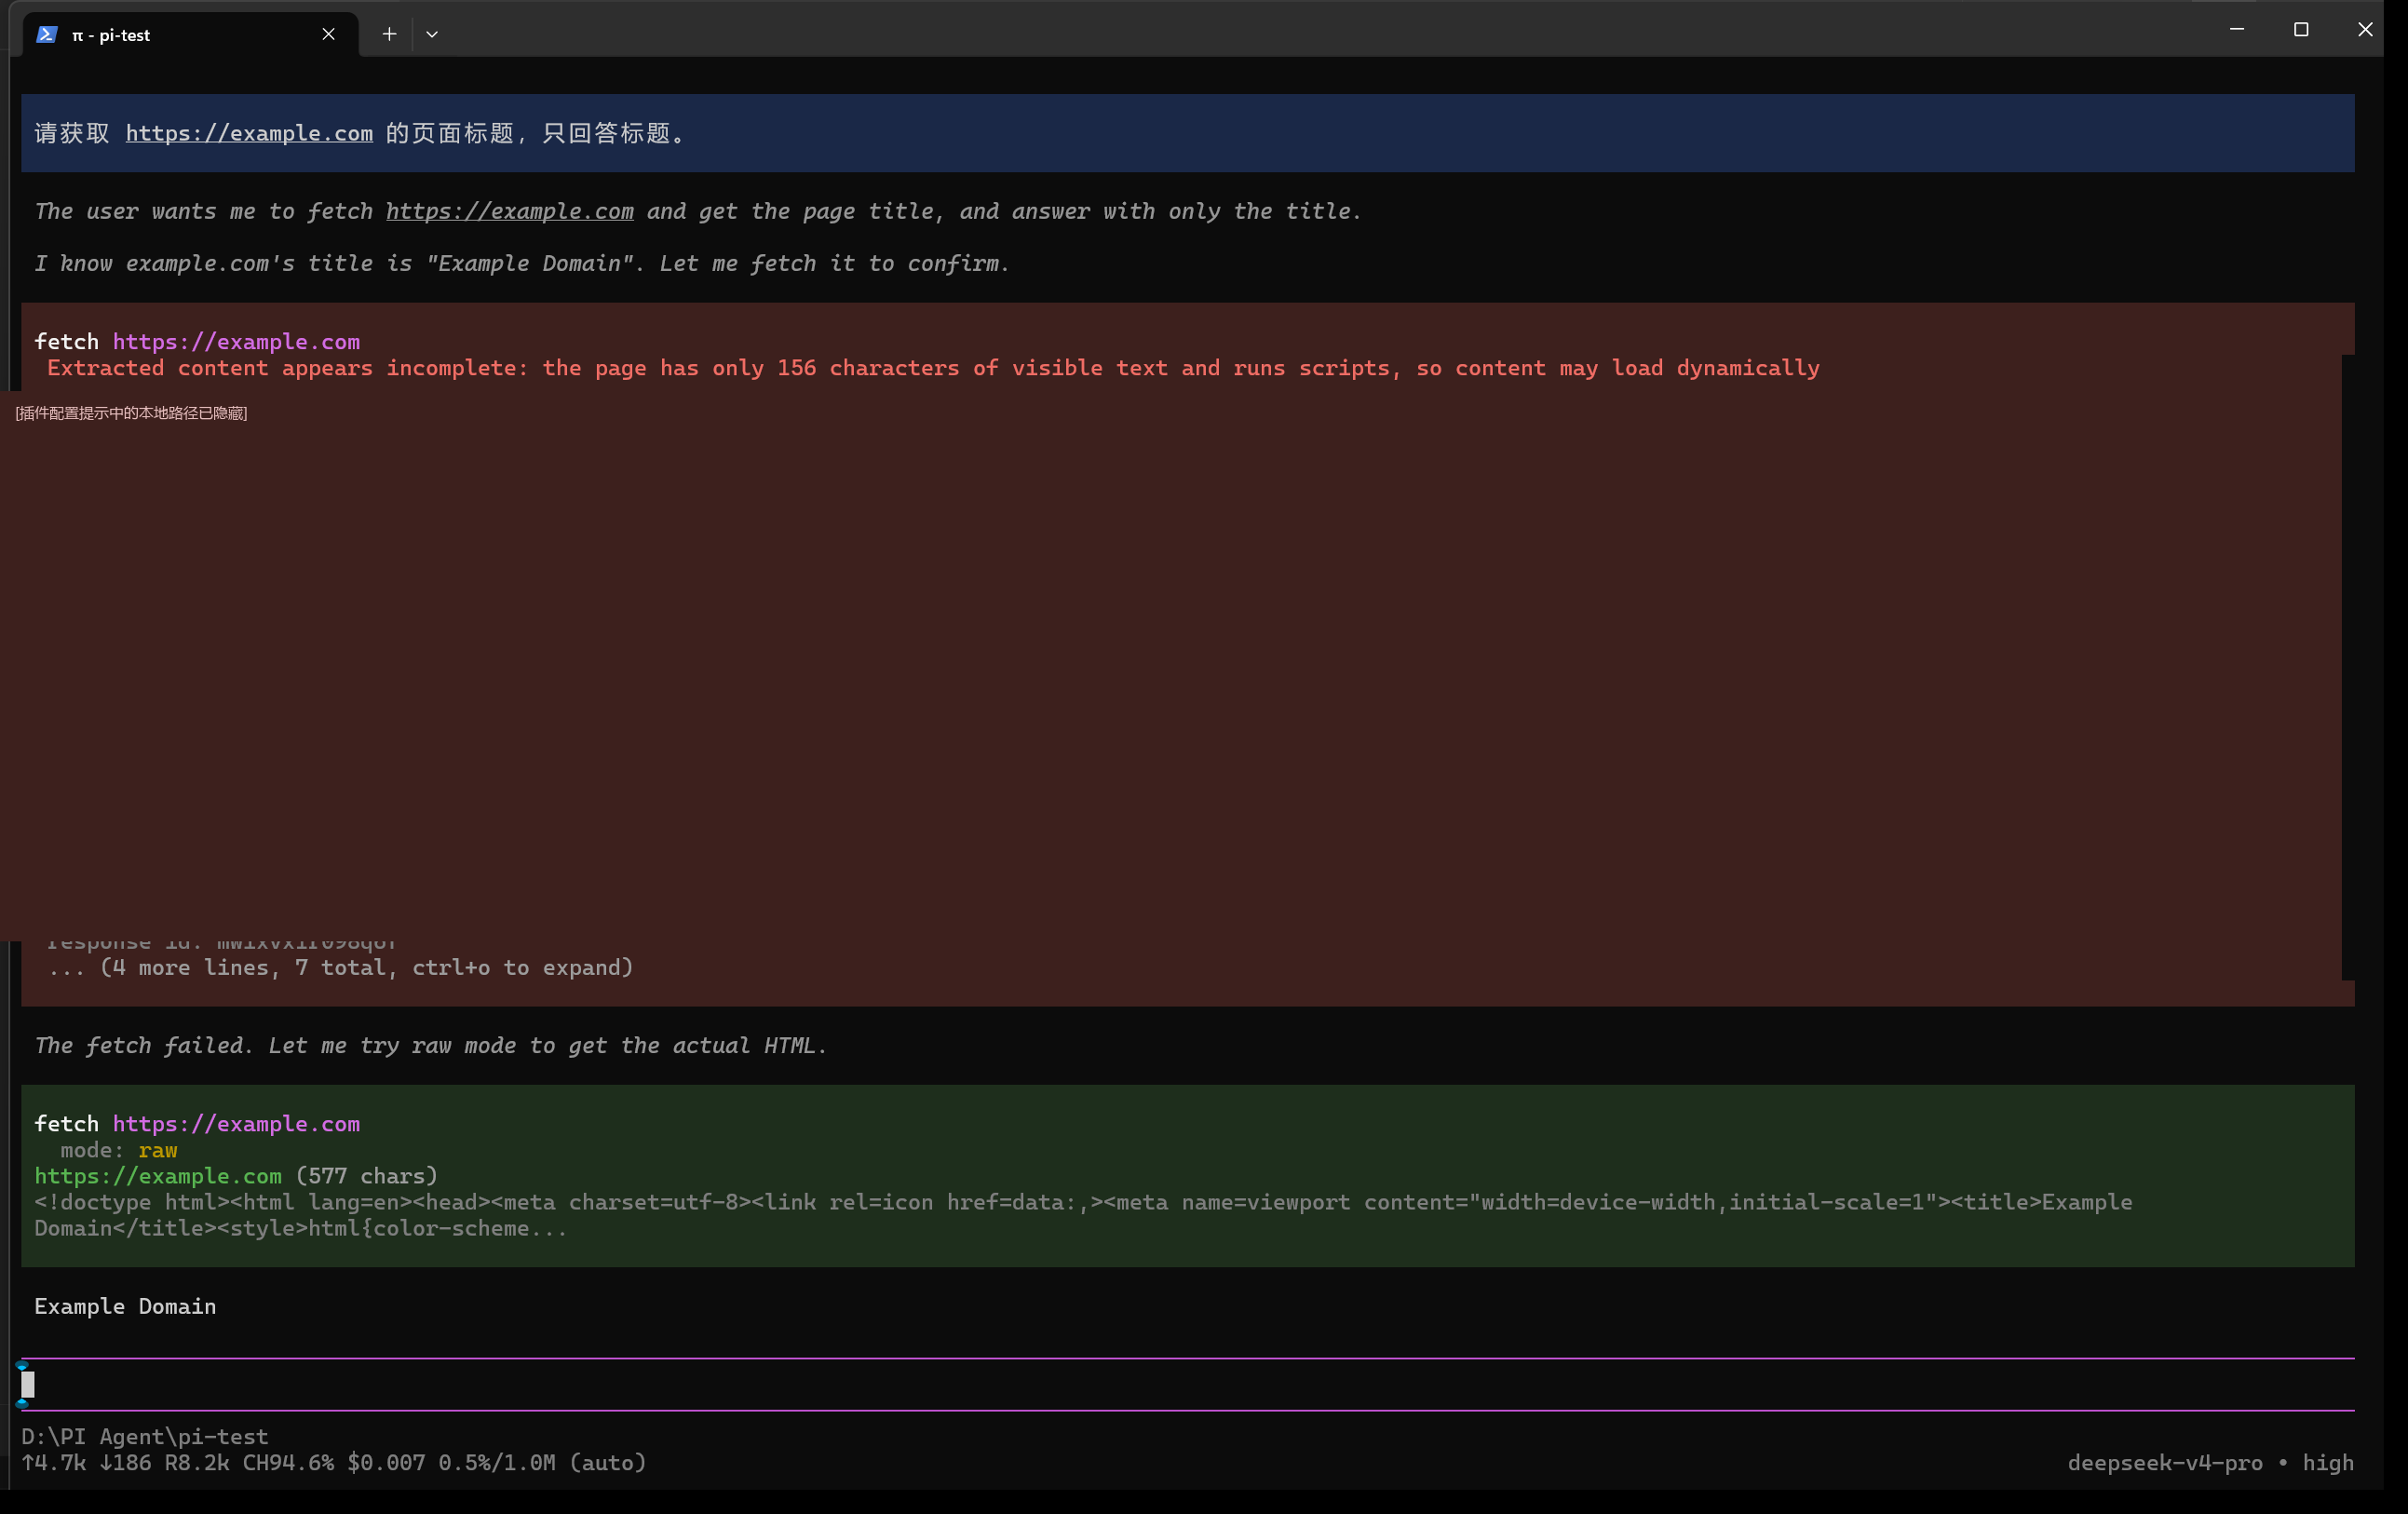 π - pi-test
请获取 https://example.com 的页面标题，只回答标题。
The user wants me to fetch https://example.com and get the page title, and answer with only the title.
I know example.com's title is "Example Domain". Let me fetch it to confirm.
fetch https://example.com
Extracted content appears incomplete: the page has only 156 characters of visible text and runs scripts, so content may load dynamically
[插件配置提示中的本地路径已隐藏]
response id:
... (4 more lines, 7 total, ctrl+o to expand)
The fetch failed. Let me try raw mode to get the actual HTML.
fetch https://example.com
mode: raw
https://example.com (577 chars)
<!doctype html><html lang=en><head><meta charset=utf-8><link rel=icon href=data:,><meta name=viewport content="width=device-width,initial-scale=1"><title>Example
Domain</title><style>html{color-scheme...
Example Domain
D:\PI Agent\pi-test
↑4.7k ↓186 R8.2k CH94.6% $0.007 0.5%/1.0M (auto)
deepseek-v4-pro • high